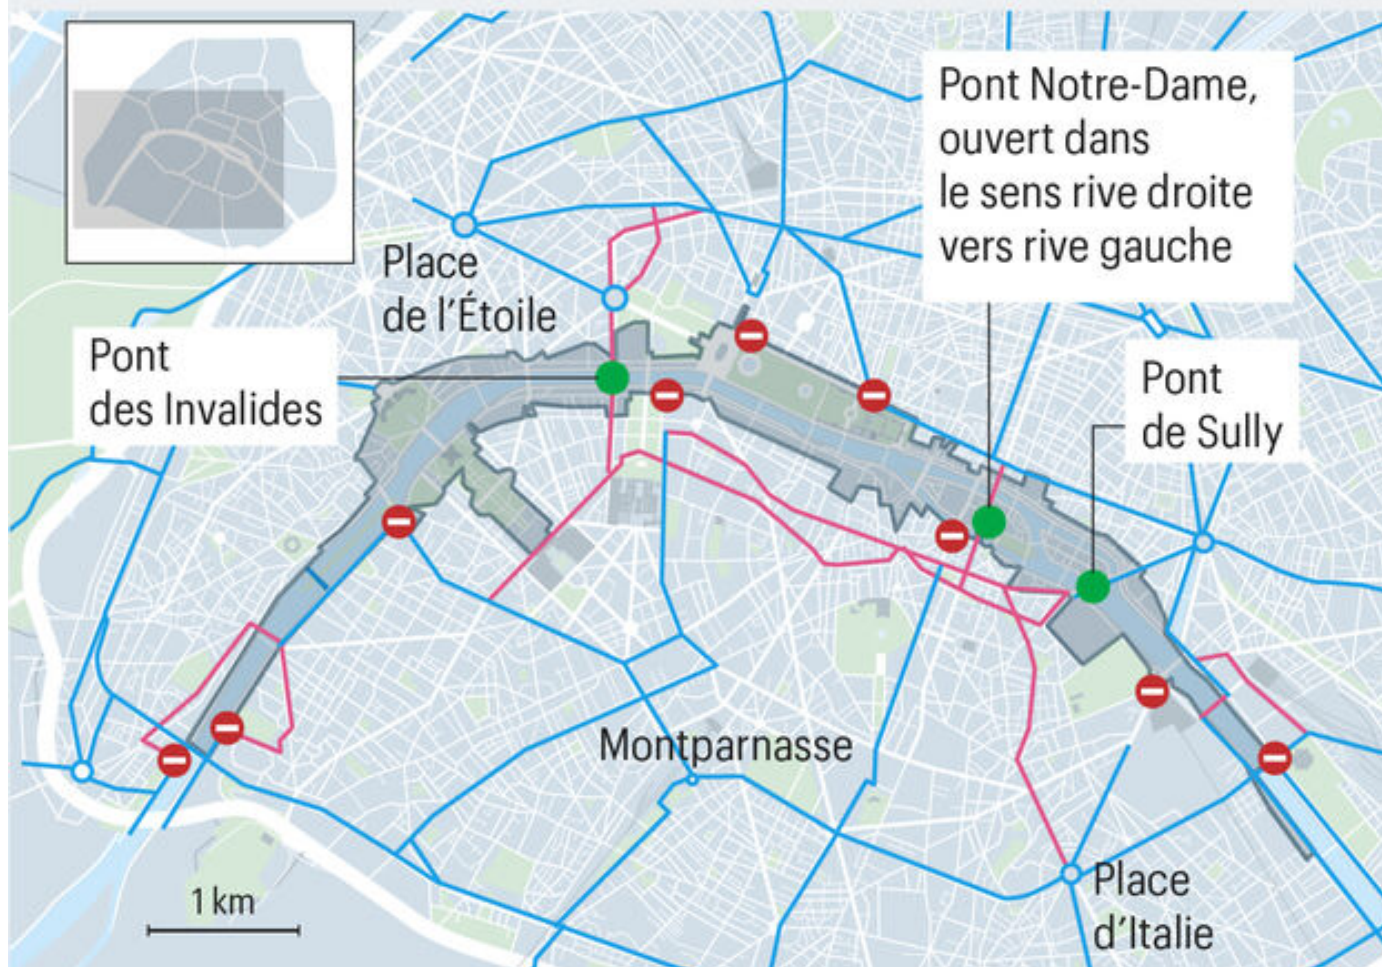 Pont Notre-Dame,
ouvert dans
le sens rive droite
vers rive gauche
Place
de l'Étoile
Pont
des Invalides
Pont
de Sully
Montparnasse
1 km
Place
d'Italie